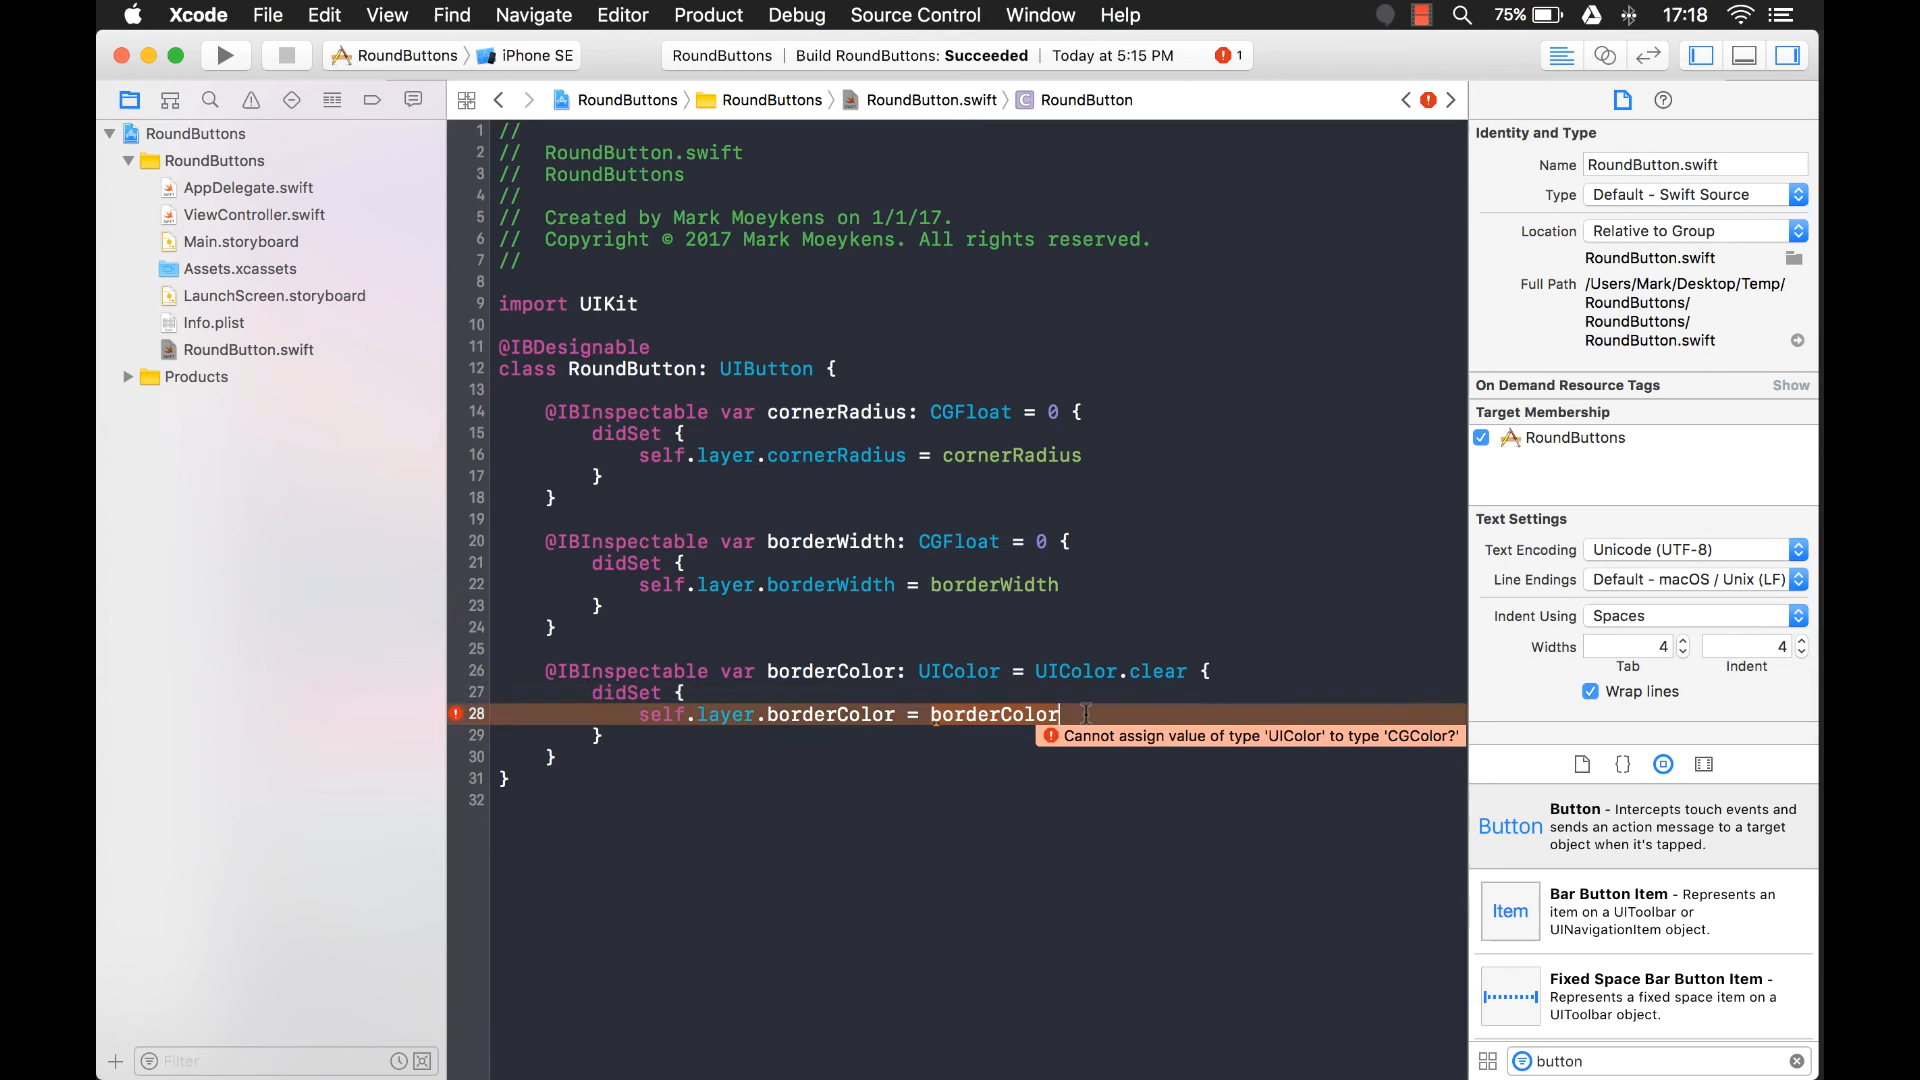 Xcode File Edit View Find Navigate Editor Product Debug Source Control Window Help 75% 17:18
RoundButtons iPhone SE RoundButtons Build RoundButtons: Succeeded Today at 5:15 PM 1
RoundButtons RoundButtons RoundButton.swift C RoundButton
RoundButtons
RoundButtons
AppDelegate.swift
ViewController.swift
Main.storyboard
Assets.xcassets
LaunchScreen.storyboard
Info.plist
RoundButton.swift
Products
Filter
1 //
2 // RoundButton.swift
3 // RoundButtons
4 //
5 // Created by Mark Moeykens on 1/1/17.
6 // Copyright © 2017 Mark Moeykens. All rights reserved.
7 //
8
9 import UIKit
10
11 @IBDesignable
12 class RoundButton: UIButton {
13
14 @IBInspectable var cornerRadius: CGFloat = 0 {
15 didSet {
16 self.layer.cornerRadius = cornerRadius
17 }
18 }
19
20 @IBInspectable var borderWidth: CGFloat = 0 {
21 didSet {
22 self.layer.borderWidth = borderWidth
23 }
24 }
25
26 @IBInspectable var borderColor: UIColor = UIColor.clear {
27 didSet {
28 self.layer.borderColor = borderColor
29 }
Cannot assign value of type 'UIColor' to type 'CGColor?'
30 }
31 }
32
Identity and Type
Name RoundButton.swift
Type Default - Swift Source
Location Relative to Group
RoundButton.swift
Full Path /Users/Mark/Desktop/Temp/
RoundButtons/
RoundButtons/
RoundButton.swift
On Demand Resource Tags Show
Target Membership
RoundButtons
Text Settings
Text Encoding Unicode (UTF-8)
Line Endings Default - macOS / Unix (LF)
Indent Using Spaces
Widths 4 4
Tab Indent
Wrap lines
Button
Button - Intercepts touch events and
sends an action message to a target
object when it's tapped.
Item
Bar Button Item - Represents an
item on a UIToolbar or
UINavigationItem object.
Fixed Space Bar Button Item -
Represents a fixed space item on a
UIToolbar object.
button